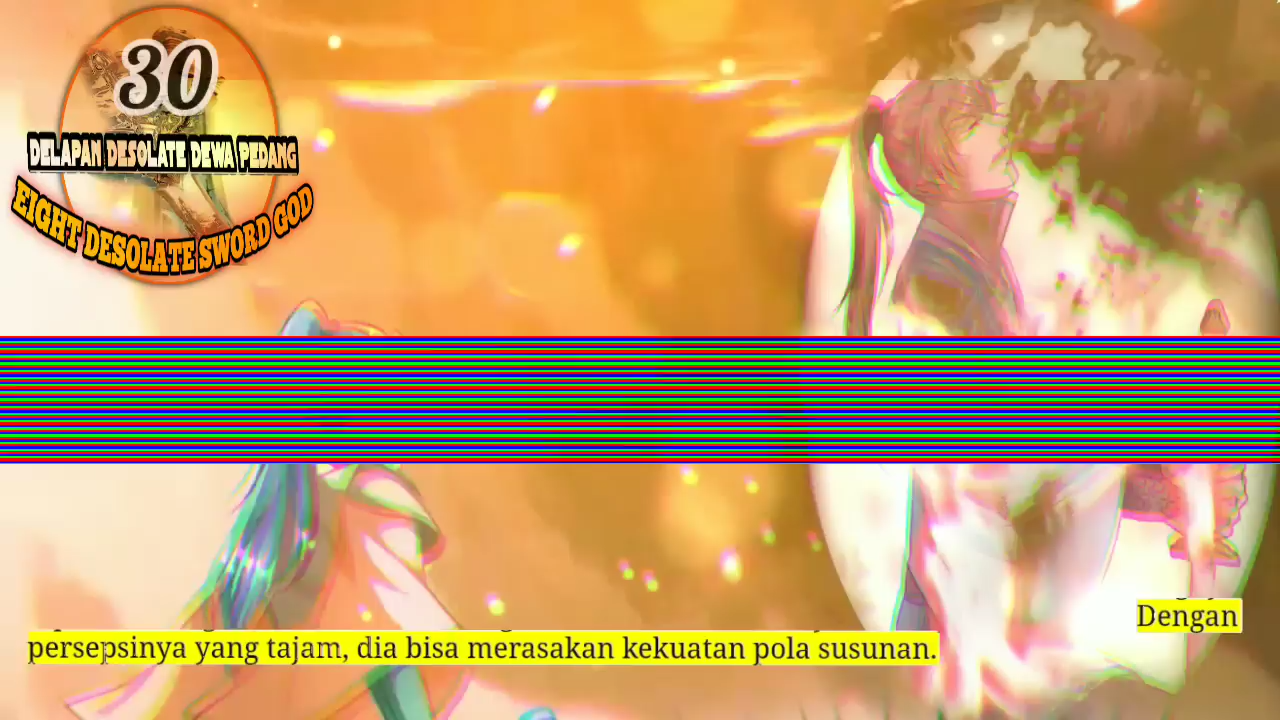 30
DELAPAN DESOLATE DEWA PEDANG
EIGHT DESOLATE SWORD GOD
Dengan
persepsinya yang tajam, dia bisa merasakan kekuatan pola susunan.